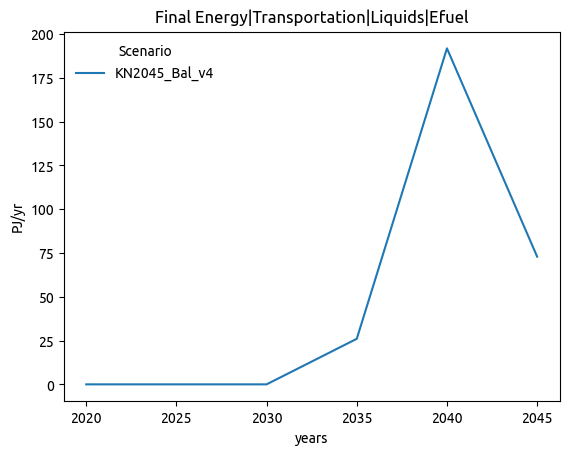 Final Energy|Transportation|Liquids|Efuel
Scenario
KN2045_Bal_v4
PJ/yr
200
175
150
125
100
75
50
25
0
2020 2025 2030 2035 2040 2045
years